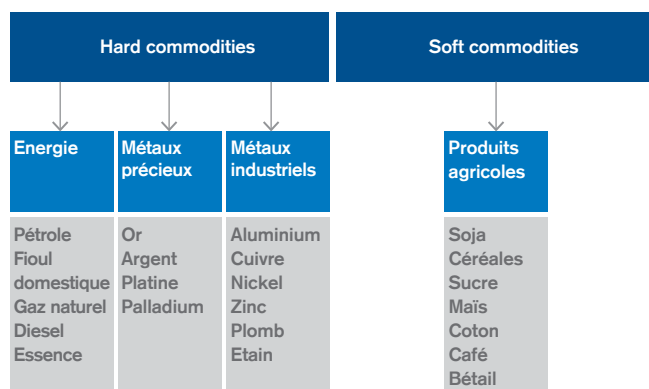 Hard commodities
Soft commodities
Energie
Métaux
précieux
Métaux
industriels
Produits
agricoles
Pétrole
Fioul
domestique
Gaz naturel
Diesel
Essence
Or
Argent
Platine
Palladium
Aluminium
Cuivre
Nickel
Zinc
Plomb
Etain
Soja
Céréales
Sucre
Maïs
Coton
Café
Bétail